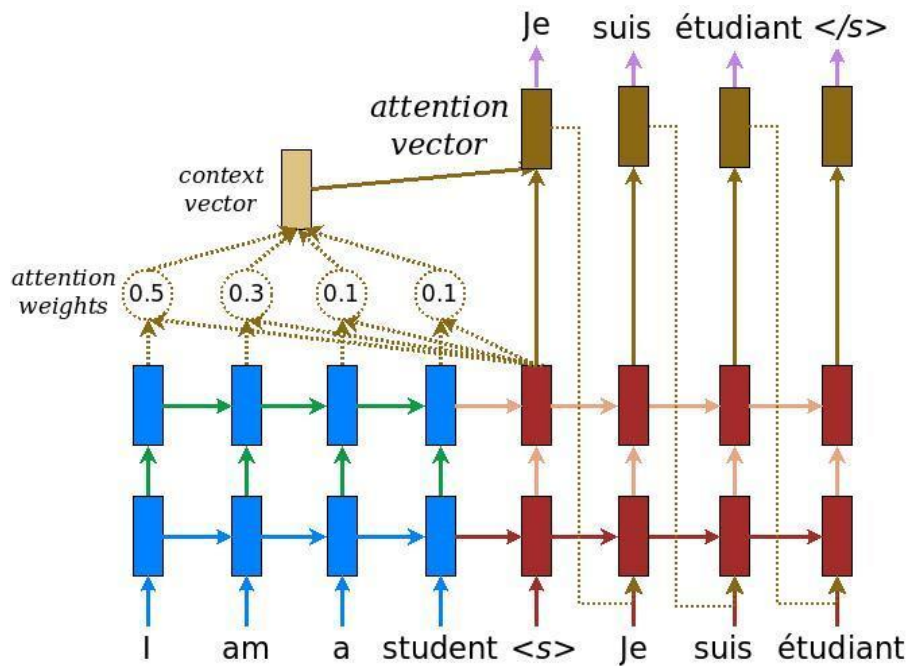 Je suis étudiant </s>
attention
vector
context
vector
attention
weights
0.5 0.3 0.1 0.1
I am a student <s> Je suis étudiant